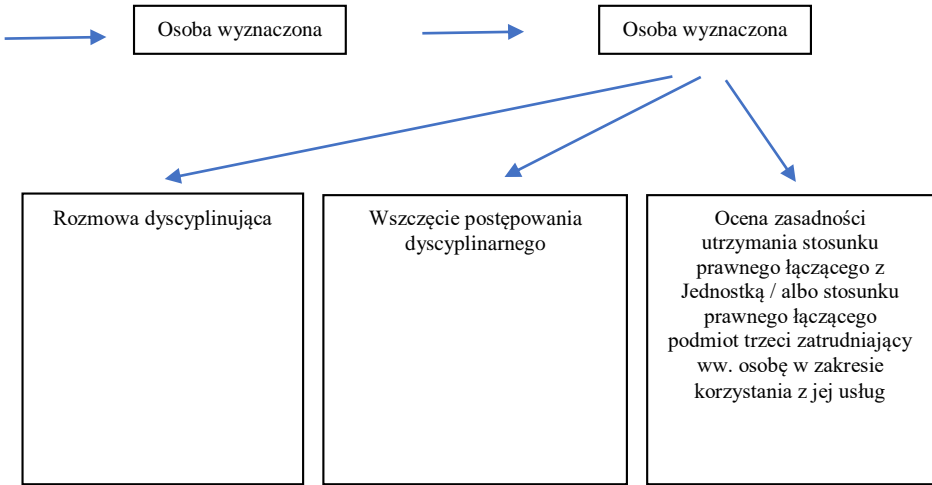 Osoba wyznaczona
Osoba wyznaczona
Rozmowa dyscyplinująca
Wszczęcie postępowania
dyscyplinarnego
Ocena zasadności
utrzymania stosunku
prawnego łączącego z
Jednostką / albo stosunku
prawnego łączącego
podmiot trzeci zatrudniający
ww. osobę w zakresie
korzystania z jej usług